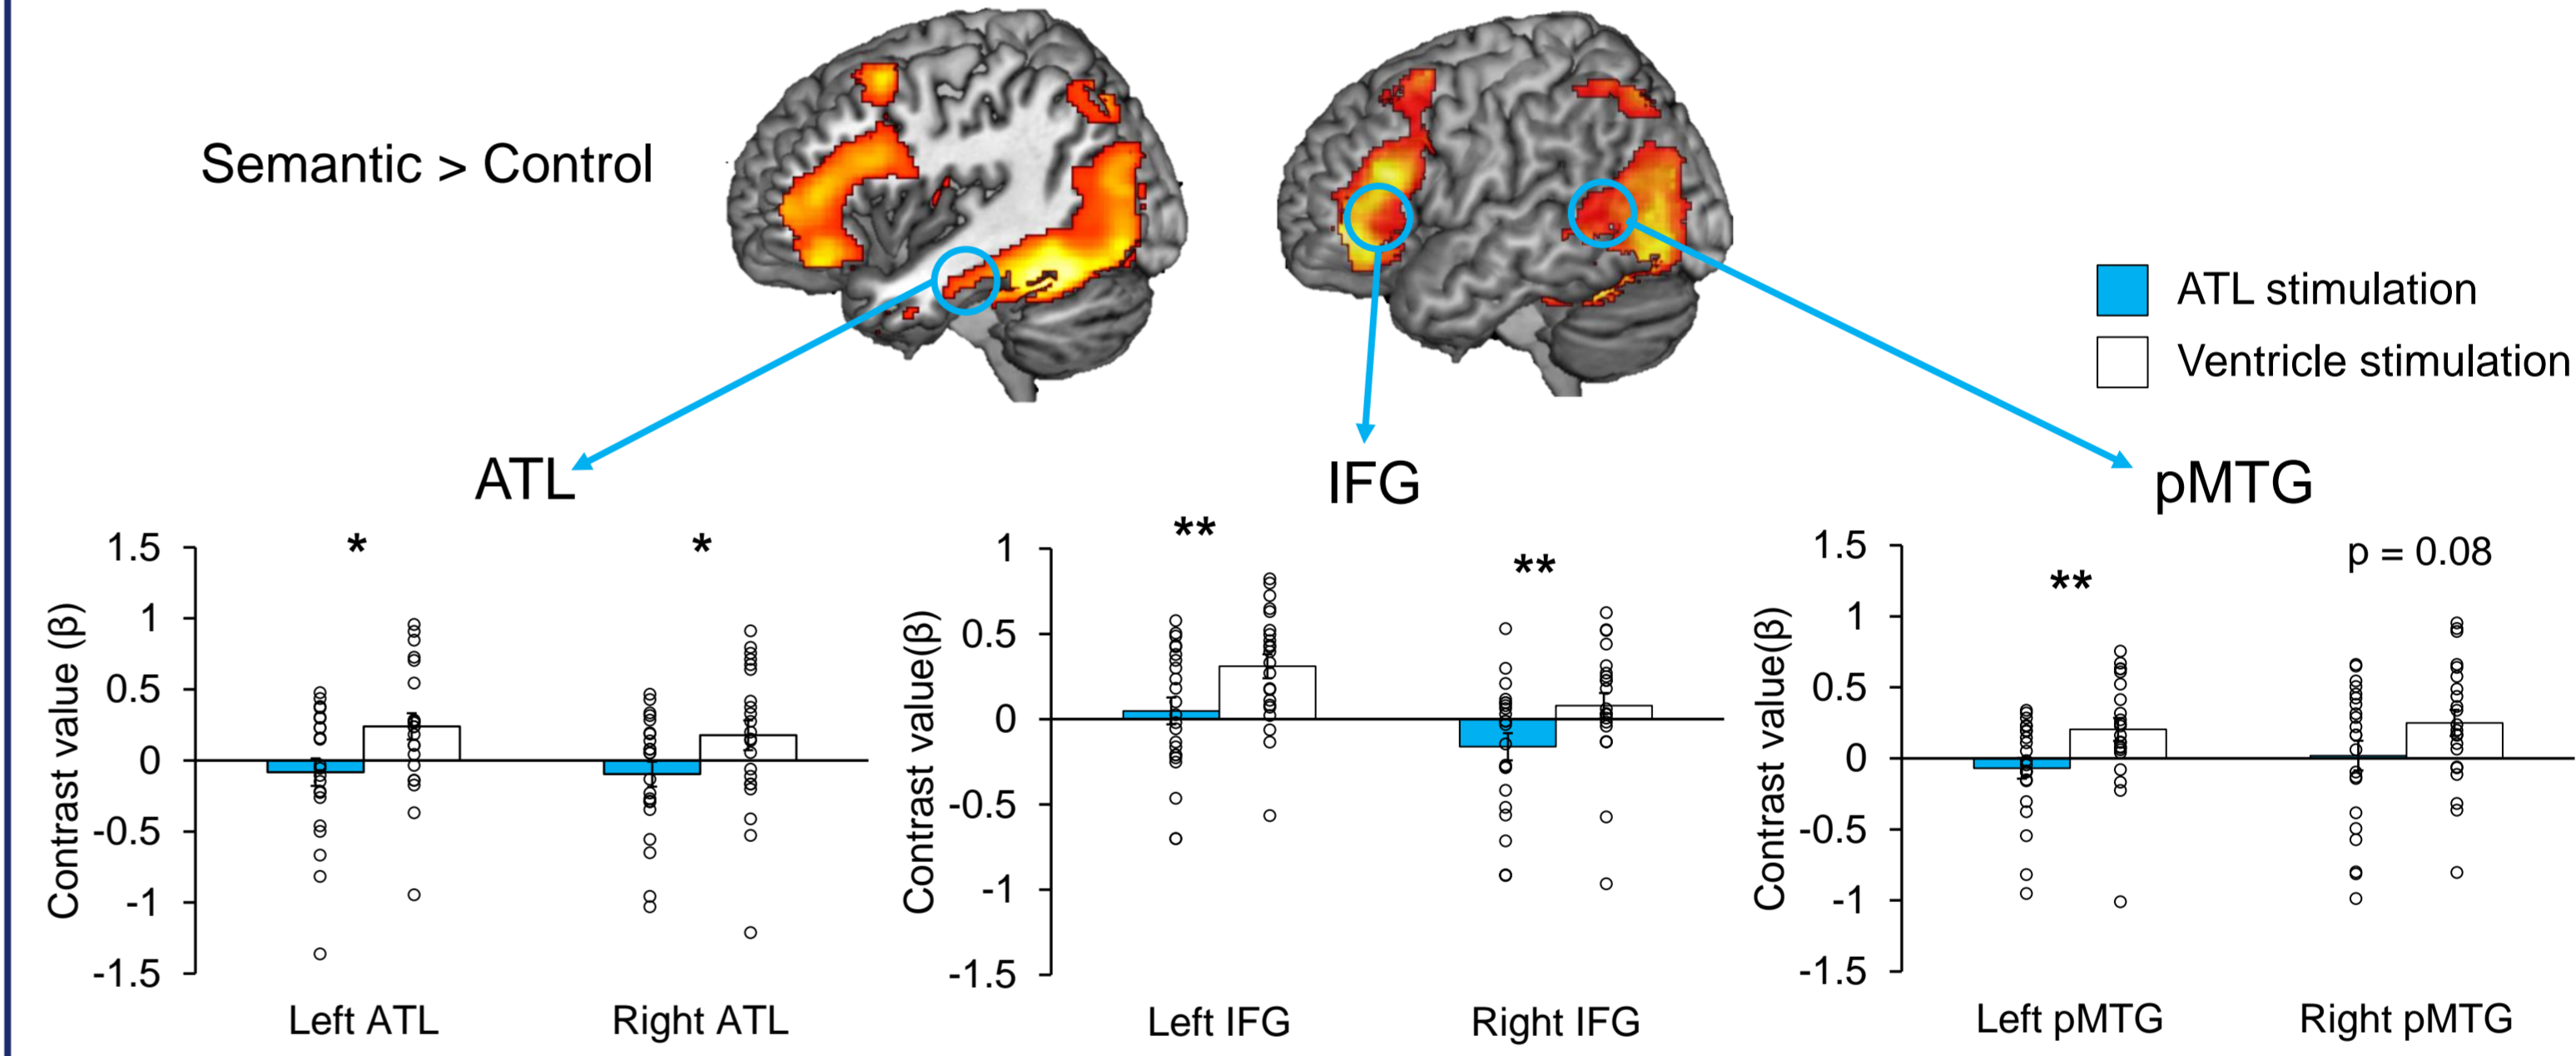 Semantic > Control
ATL stimulation
Ventricle stimulation
ATL
IFG
pMTG
Contrast value (β)
1.5
1
0.5
0
-0.5
-1
-1.5
*
*
Left ATL
Right ATL
Contrast value(β)
1
0.5
0
-0.5
-1
-1.5
**
**
Left IFG
Right IFG
Contrast value(β)
1.5
1
0.5
0
-0.5
-1
-1.5
**
p = 0.08
Left pMTG
Right pMTG